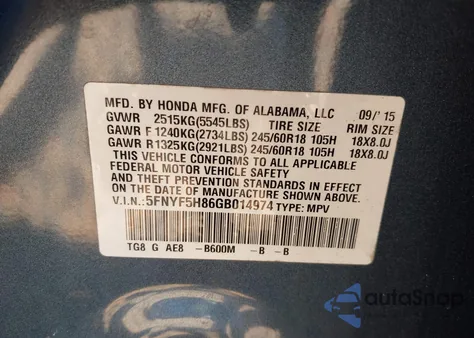 MFD. BY HONDA MFG. OF ALABAMA, LLC 09/'15
GVWR 2515KG(5545LBS) TIRE SIZE RIM SIZE
GAWR F 1240KG(2734LBS) 245/60R18 105H 18X8.0J
GAWR R1325KG(2921LBS) 245/60R18 105H 18X8.0J
THIS VEHICLE CONFORMS TO ALL APPLICABLE
FEDERAL MOTOR VEHICLE SAFETY, BUMPER,
AND THEFT PREVENTION STANDARDS IN
EFFECT ON THE DATE OF MANUFACTURE
SHOWN ABOVE.
V.I.N.:5FNYF5H86GB014974 TYPE: MPV
TG8 G AE8 -B600M -B -B
autoSnap